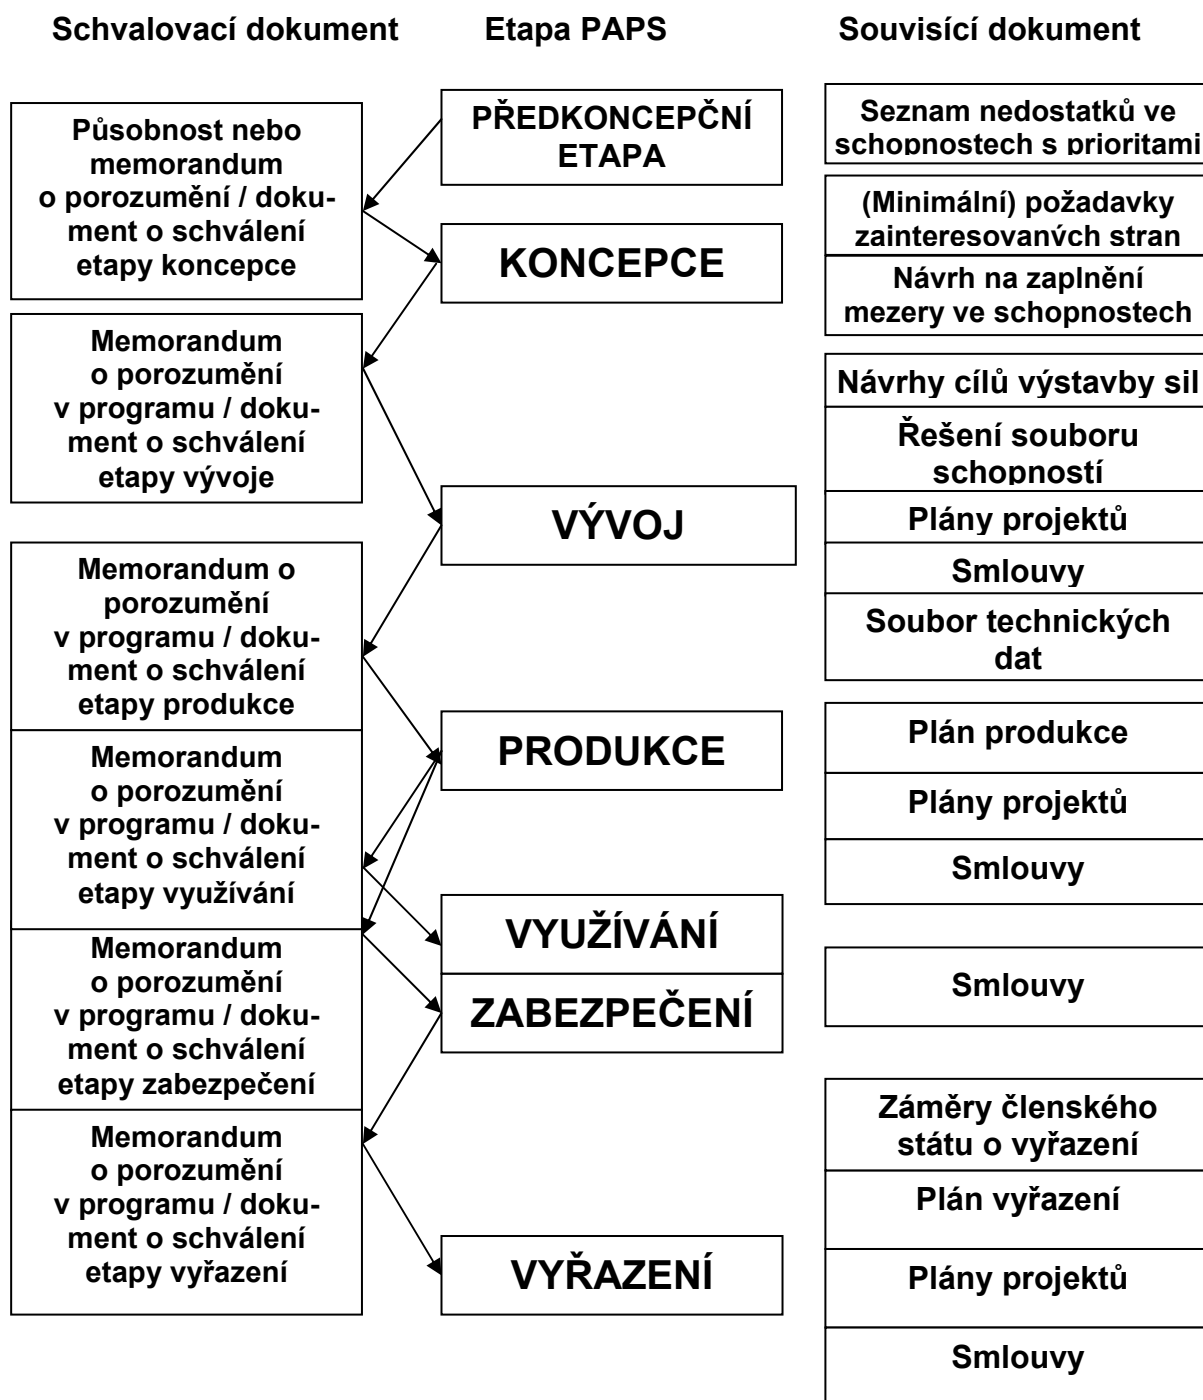 Schvalovací dokument
Etapa PAPS
Souvisící dokument
Působnost nebo
memorandum
o porozumění / doku-
ment o schválení
etapy koncepce
Memorandum
o porozumění
v programu / doku-
ment o schválení
etapy vývoje
Memorandum o
porozumění
v programu / doku-
ment o schválení
etapy produkce
Memorandum
o porozumění
v programu / doku-
ment o schválení
etapy využívání
Memorandum
o porozumění
v programu / doku-
ment o schválení
etapy zabezpečení
Memorandum
o porozumění
v programu / doku-
ment o schválení
etapy vyřazení
PŘEDKONCEPČNÍ
ETAPA
KONCEPCE
VÝVOJ
PRODUKCE
VYUŽÍVÁNÍ
ZABEZPEČENÍ
VYŘAZENÍ
Seznam nedostatků ve
schopnostech s prioritami
(Minimální) požadavky
zainteresovaných stran
Návrh na zaplnění
mezery ve schopnostech
Návrhy cílů výstavby sil
Řešení souboru
schopností
Plány projektů
Smlouvy
Soubor technických
dat
Plán produkce
Plány projektů
Smlouvy
Smlouvy
Záměry členského
státu o vyřazení
Plán vyřazení
Plány projektů
Smlouvy